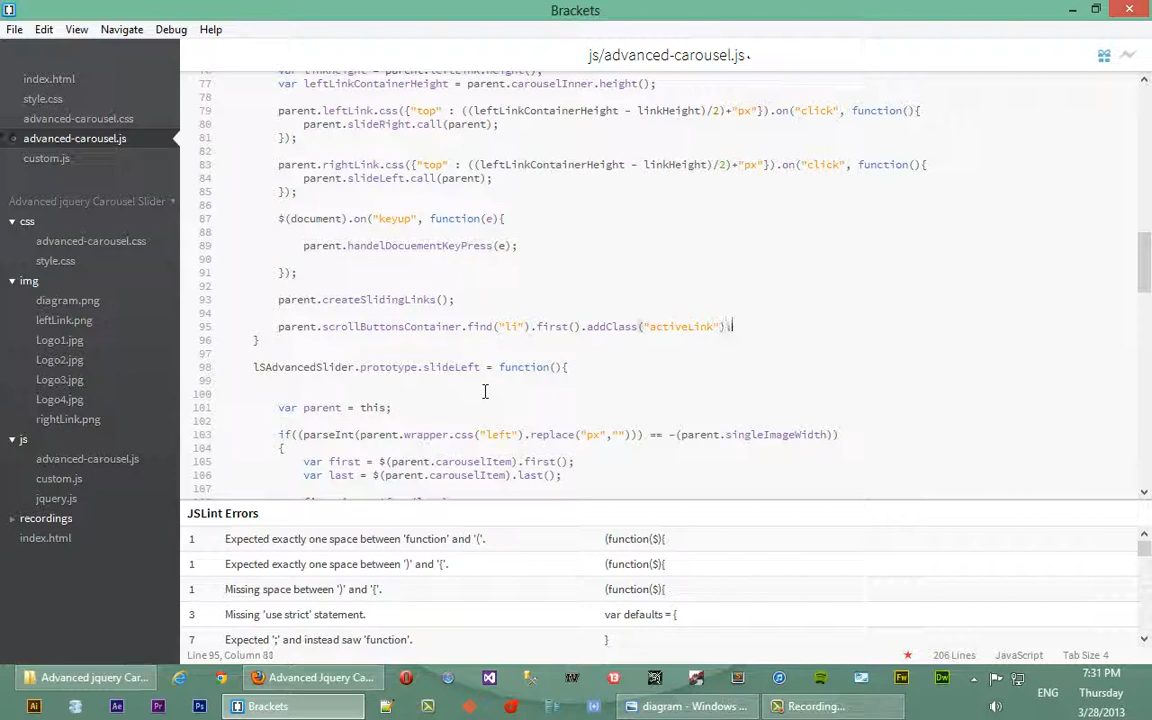 Brackets
File Edit View Navigate Debug Help
js/advanced-carousel.js •
index.html
style.css
advanced-carousel.css
advanced-carousel.js
custom.js
Advanced jquery Carousel Slider
css
advanced-carousel.css
style.css
img
diagram.png
leftLink.png
Logo1.jpg
Logo2.jpg
Logo3.jpg
Logo4.jpg
rightLink.png
js
advanced-carousel.js
custom.js
jquery.js
recordings
index.html
76 var linkHeight = parent.leftLink.height();
77 var leftLinkContainerHeight = parent.carouselInner.height();
78
79 parent.leftLink.css({"top" : ((leftLinkContainerHeight - linkHeight)/2)+"px"}).on("click", function(){
80 parent.slideRight.call(parent);
81 });
82
83 parent.rightLink.css({"top" : ((leftLinkContainerHeight - linkHeight)/2)+"px"}).on("click", function(){
84 parent.slideLeft.call(parent);
85 });
86
87 $(document).on("keyup", function(e){
88
89 parent.handelDocuementKeyPress(e);
90
91 });
92
93 parent.createSlidingLinks();
94
95 parent.scrollButtonsContainer.find("li").first().addClass("activeLink")
96 }
97
98 lSAdvancedSlider.prototype.slideLeft = function(){
99
100
101 var parent = this;
102
103 if((parseInt(parent.wrapper.css("left").replace("px",""))) == -(parent.singleImageWidth))
104 {
105 var first = $(parent.carouselItem).first();
106 var last = $(parent.carouselItem).last();
107
JSLint Errors
1 Expected exactly one space between 'function' and '('. (function($){
1 Expected exactly one space between ')' and '{'. (function($){
1 Missing space between ')' and '{'. (function($){
3 Missing 'use strict' statement. var defaults = {
7 Expected ';' and instead saw 'function'. }
Line 95, Column 88 206 Lines JavaScript Tab Size 4
Advanced jquery Car... Advanced Jquery Ca... 7:31 PM
ENG Thursday
Brackets diagram - Windows ... Recording... 3/28/2013